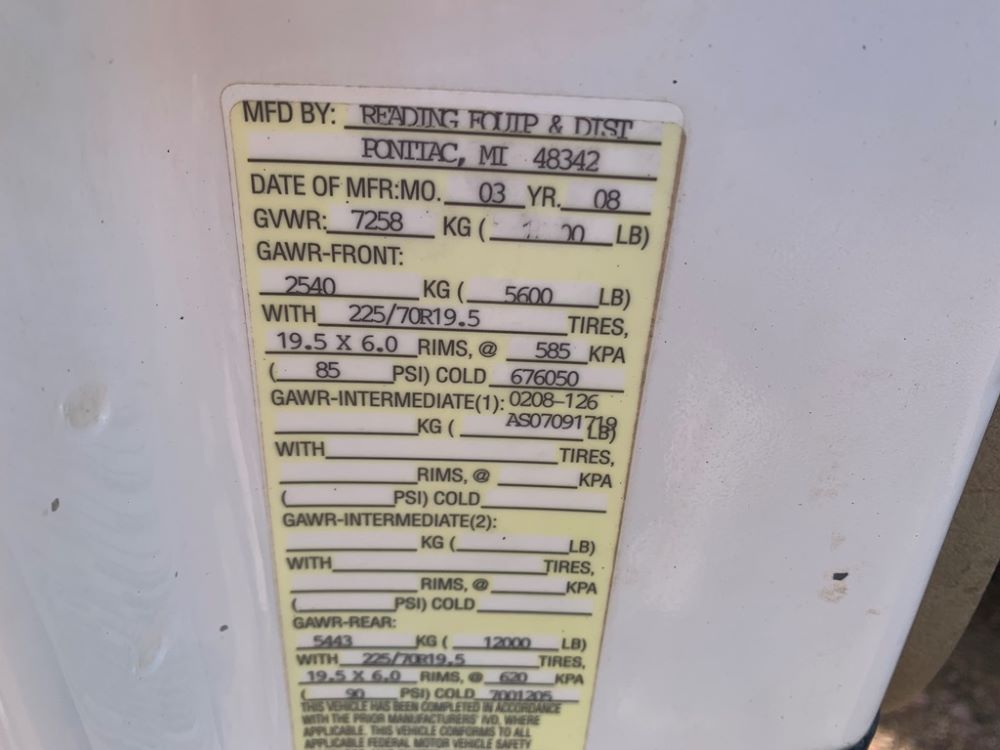 MFD BY: READING EQUIP & DIST
PONTIAC, MI 48342
DATE OF MFR:MO. 03 YR. 08
GVWR: 7258 KG ( LB)
GAWR-FRONT:
2540 KG ( 5600 LB)
WITH 225/70R19.5 TIRES,
19.5 X 6.0 RIMS, @ 585 KPA
( 85 PSI) COLD 676050
GAWR-INTERMEDIATE(1): 0208-126
KG ( AS07091719 LB)
WITH TIRES,
RIMS, @ KPA
( PSI) COLD
GAWR-INTERMEDIATE(2):
KG ( LB)
WITH TIRES,
RIMS, @ KPA
( PSI) COLD
GAWR-REAR:
5443 KG ( 12000 LB)
WITH 225/70R19.5 TIRES,
19.5 X 6.0 RIMS, @ 620 KPA
( 90 PSI) COLD 7001205
THIS VEHICLE HAS BEEN COMPLETED IN ACCORDANCE
WITH THE PRIOR MANUFACTURERS' IVD, WHERE
APPLICABLE. THIS VEHICLE CONFORMS TO ALL
APPLICABLE FEDERAL MOTOR VEHICLE SAFETY